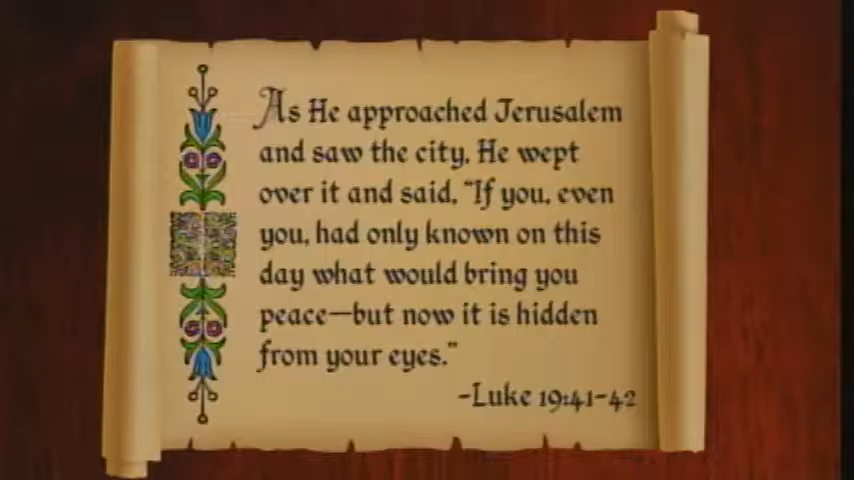 As He approached Jerusalem
and saw the city, He wept
over it and said, "If you, even
you, had only known on this
day what would bring you
peace—but now it is hidden
from your eyes."
-Luke 19:41-42